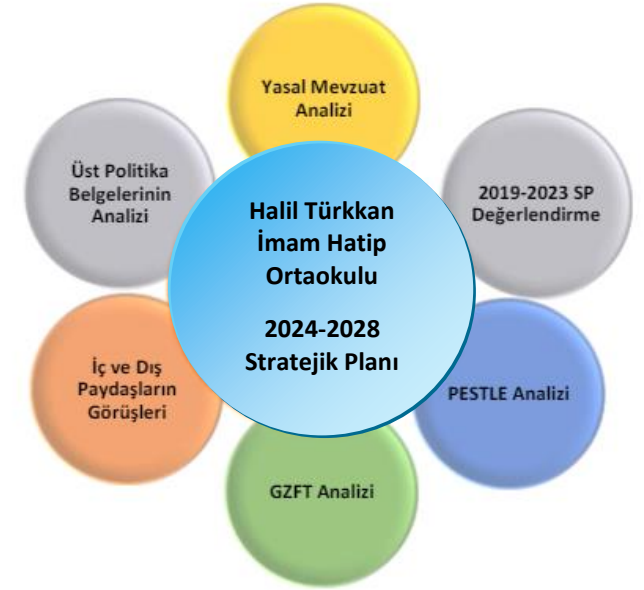 Yasal Mevzuat
Analizi
Üst Politika
Belgelerinin
Analizi
2019-2023 SP
Değerlendirme
Halil Türkkan
İmam Hatip
Ortaokulu
2024-2028
Stratejik Planı
İç ve Dış
Paydaşların
Görüşleri
PESTLE Analizi
GZFT Analizi